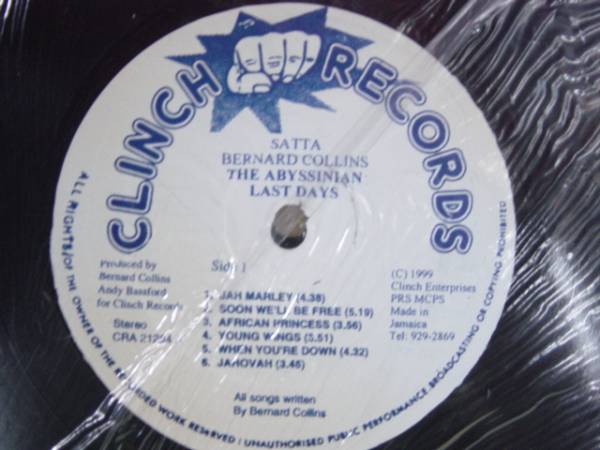 CLINCH RECORDS
SATTA
BERNARD COLLINS
THE ABYSSINIAN
LAST DAYS
Produced by
Bernard Collins
Andy Bassford
for Clinch Records
Stereo
CRA
Side 1
1. JAH MARLEY (4.38)
2. SOON WE'LL BE FREE (5.19)
3. AFRICAN PRINCESS (3.56)
4. YOUNG WINGS (3.51)
5. WHEN YOU'RE DOWN (4.32)
6. JAHOVAH (3.45)
(C) 1999
Clinch Enterprises
PRS MCPS
Made in
Jamaica
Tel: 929-2869
All songs written
By Bernard Collins
ALL RIGHTS OF THE OWNER OF THE RECORDED WORK RESERVED / UNAUTHORISED PUBLIC PERFORMANCE BROADCASTING OR COPYING PROHIBITED